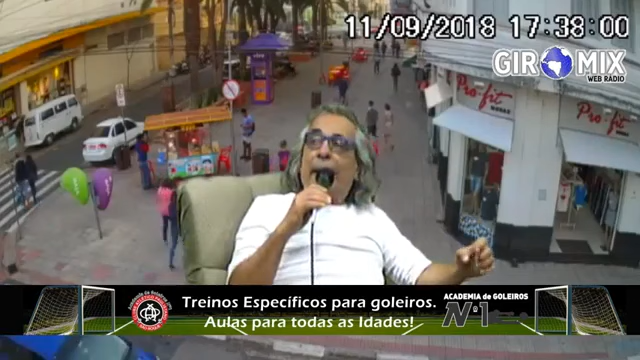 11/09/2018 17:38:00
GIROMIX
WEB RADIO
Pro-fit
Pro-fit
Treinos Específicos para goleiros.
Aulas para todas as Idades!
ACADEMIA de GOLEIROS
Nº1